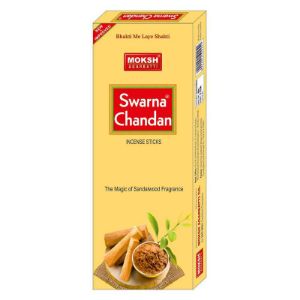 Bhakti Me Laye Shakti
MOKSH
AGARBATTI
Swarna®
Chandan
INCENSE STICKS
The Magic of Sandalwood Fragrance